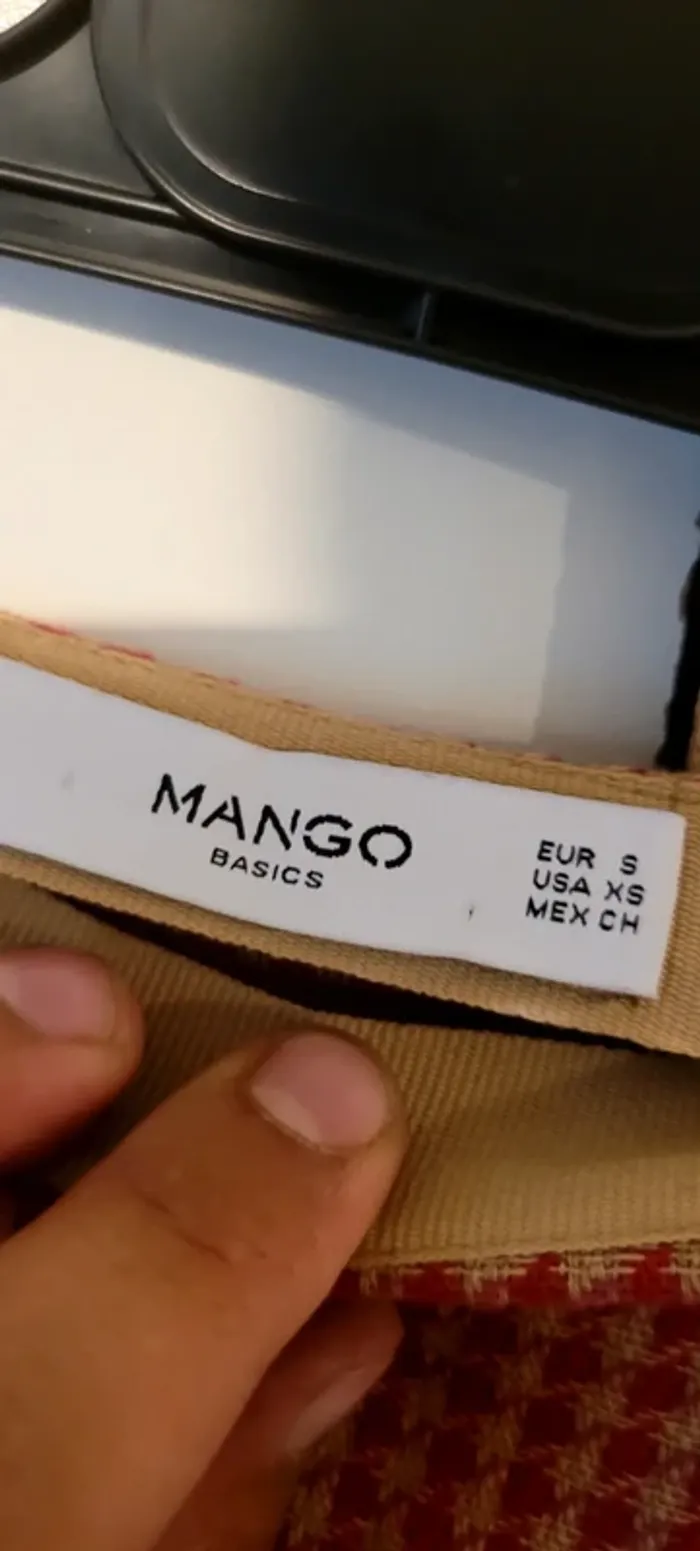 MANGO
BASICS
EUR S
USA XS
MEX CH